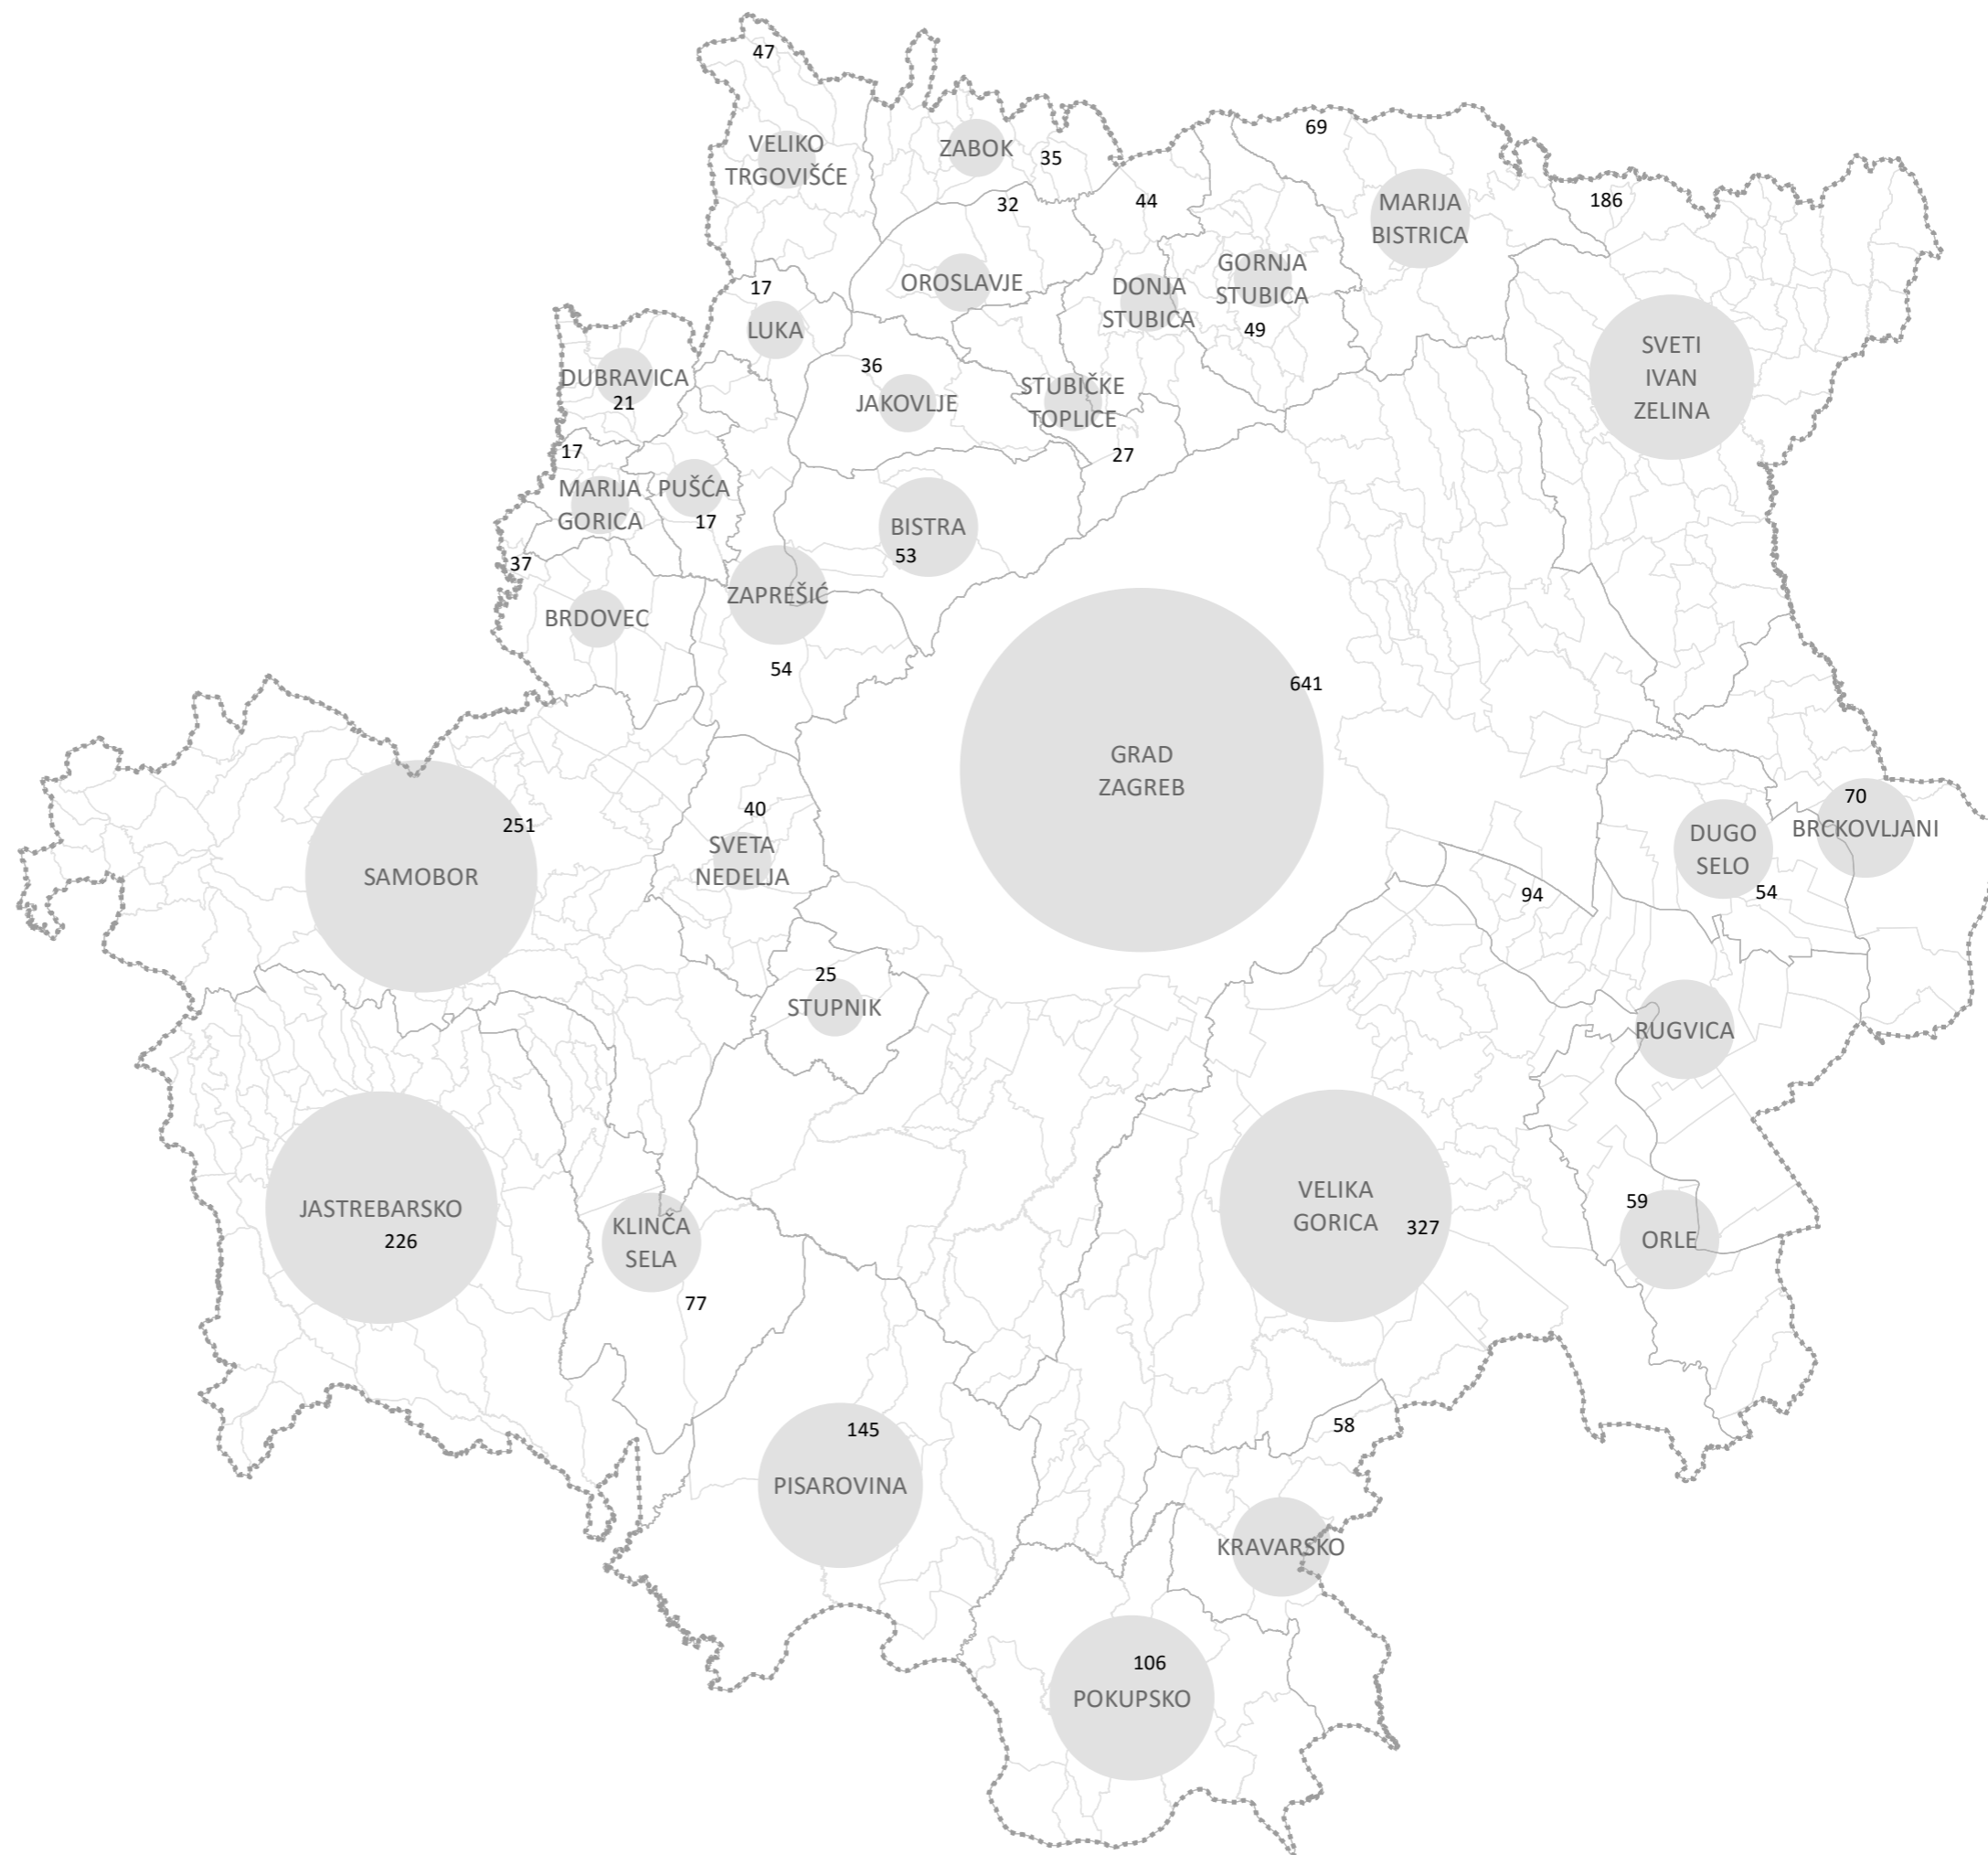 47
VELIKO
TRGOVIŠĆE
ZABOK
35
32
44
69
MARIJA
BISTRICA
186
OROSLAVJE
DONJA
STUBICA
GORNJA
STUBICA
49
17
LUKA
SVETI
IVAN
ZELINA
DUBRAVICA
21
36
JAKOVLJE
STUBIČKE
TOPLICE
27
17
MARIJA
GORICA
PUŠĆA
17
BISTRA
53
37
BRDOVEC
ZAPREŠIĆ
54
641
GRAD
ZAGREB
251
SAMOBOR
40
SVETA
NEDELJA
70
BRCKOVLJANI
DUGO
SELO
54
94
25
STUPNIK
RUGVICA
JASTREBARSKO
226
KLINČA
SELA
77
VELIKA
GORICA
327
59
ORLE
145
PISAROVINA
58
KRAVARSKO
106
POKUPSKO